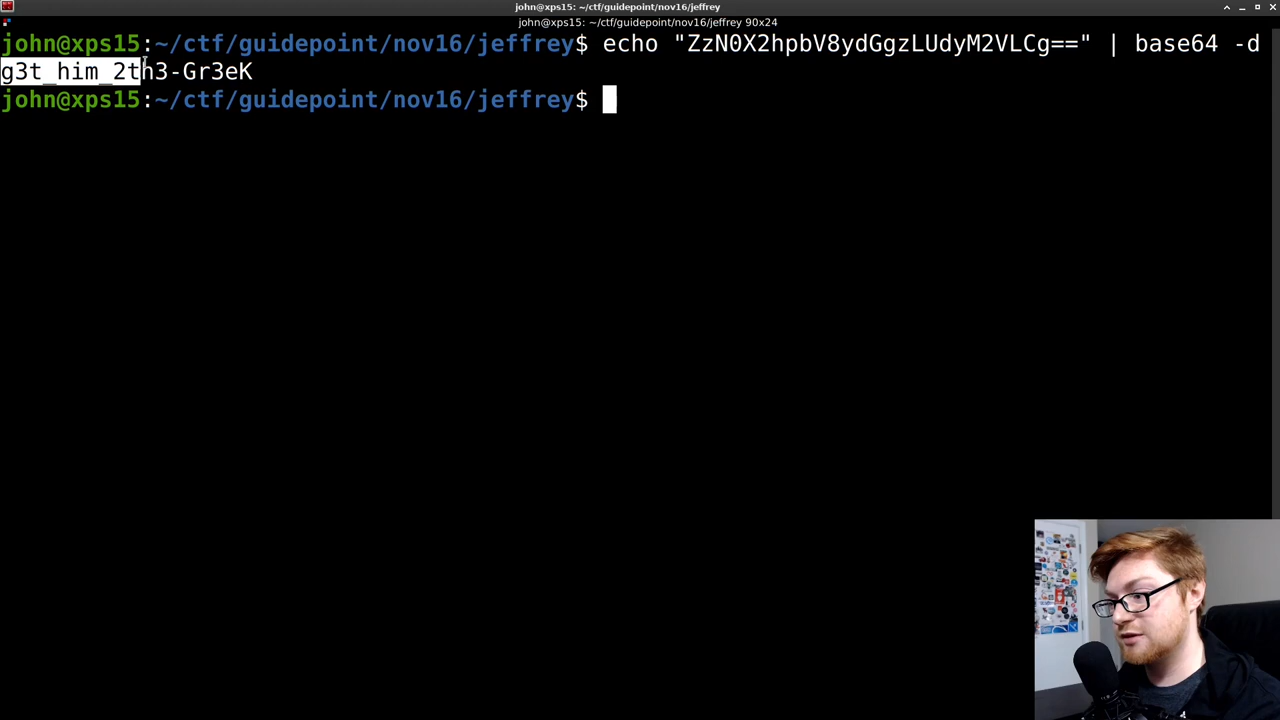 john@xps15: ~/ctf/guidepoint/nov16/jeffrey
john@xps15: ~/ctf/guidepoint/nov16/jeffrey 90x24
john@xps15:~/ctf/guidepoint/nov16/jeffrey$ echo "ZzN0X2hpbV8ydGgzLUdyM2VLCg==" | base64 -d
g3t_him_2th3-Gr3eK
john@xps15:~/ctf/guidepoint/nov16/jeffrey$